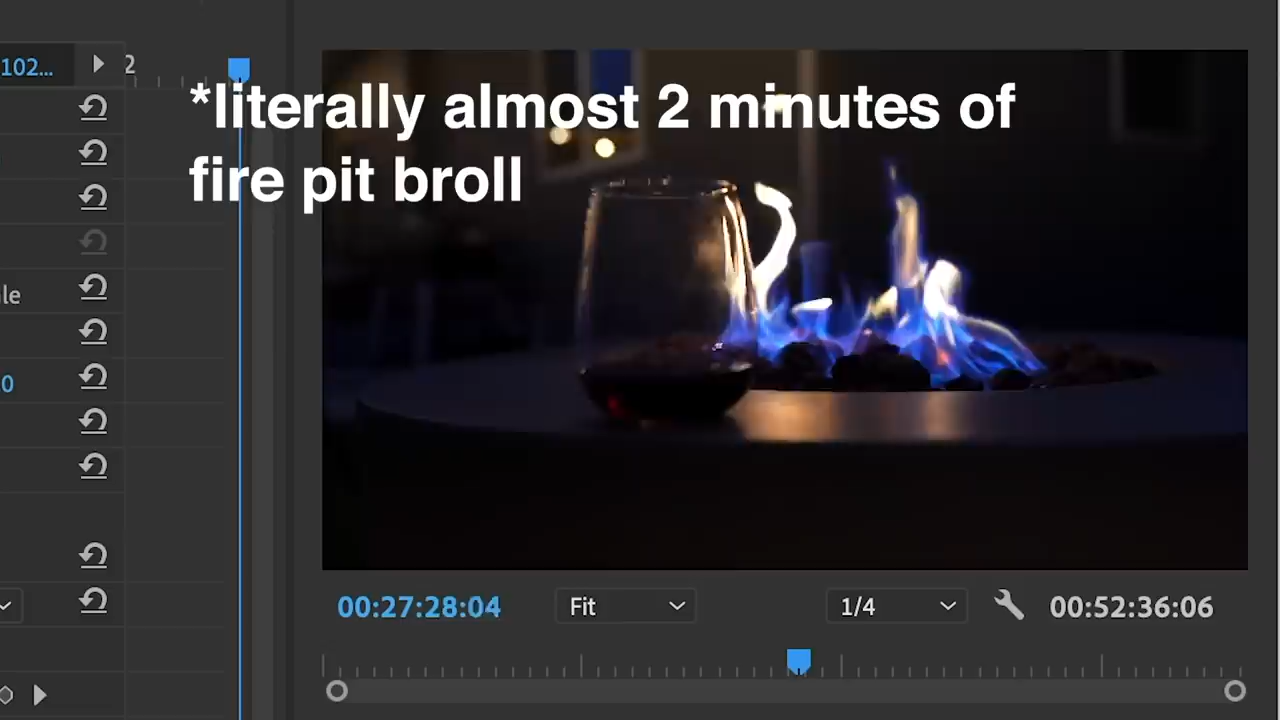 102...
2
*literally almost 2 minutes of
fire pit broll
le
0
00:27:28:04 Fit 1/4 00:52:36:06